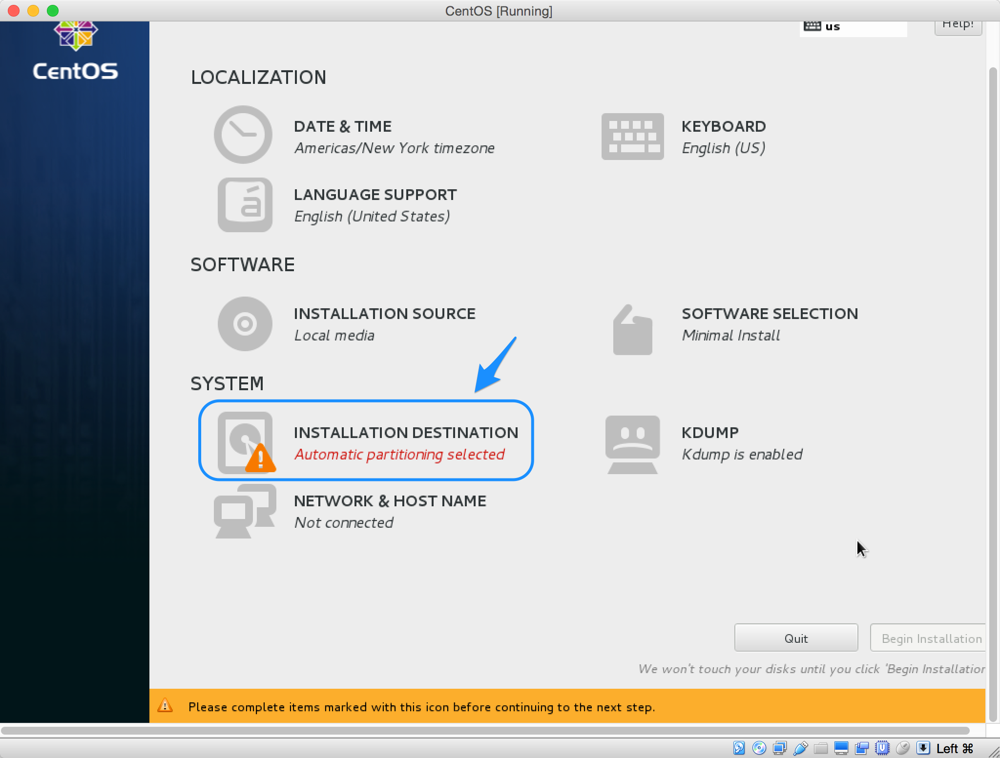 CentOS [Running]
us
Help!
CentOS
LOCALIZATION
DATE & TIME
Americas/New York timezone
KEYBOARD
English (US)
LANGUAGE SUPPORT
English (United States)
SOFTWARE
INSTALLATION SOURCE
Local media
SOFTWARE SELECTION
Minimal Install
SYSTEM
INSTALLATION DESTINATION
Automatic partitioning selected
KDUMP
Kdump is enabled
NETWORK & HOST NAME
Not connected
Quit
Begin Installation
We won't touch your disks until you click 'Begin Installation
Please complete items marked with this icon before continuing to the next step.
Left ⌘